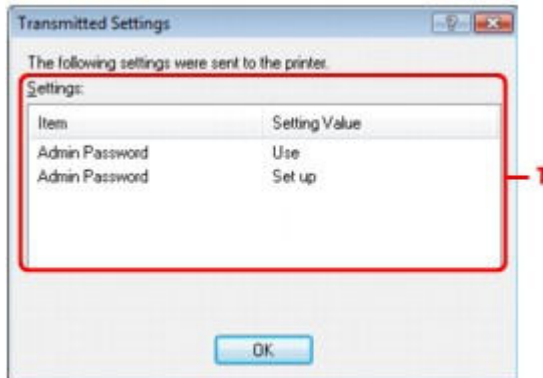 Transmitted Settings
The following settings were sent to the printer.
Settings:
Item Setting Value
Admin Password Use
Admin Password Set up
1
OK